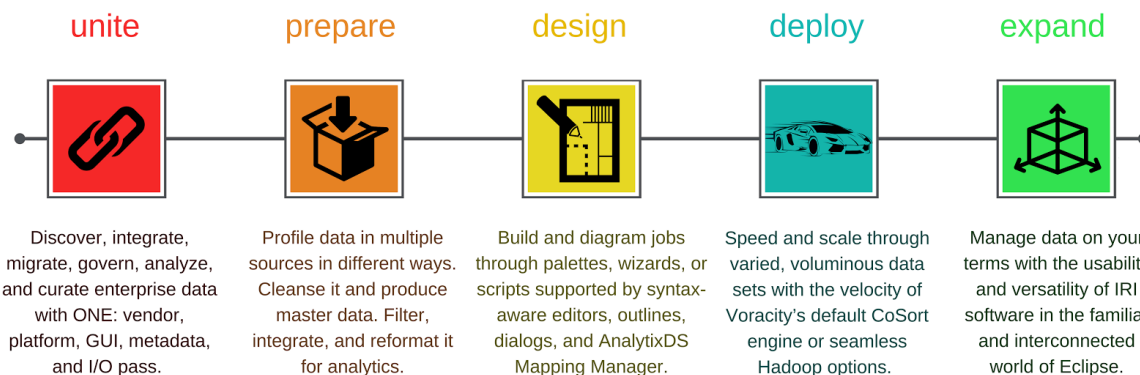 unite
Discover, integrate,
migrate, govern, analyze,
and curate enterprise data
with ONE: vendor,
platform, GUI, metadata,
and I/O pass.
prepare
Profile data in multiple
sources in different ways.
Cleanse it and produce
master data. Filter,
integrate, and reformat it
for analytics.
design
Build and diagram jobs
through palettes, wizards, or
scripts supported by syntax-
aware editors, outlines,
dialogs, and AnalytixDS
Mapping Manager.
deploy
Speed and scale through
varied, voluminous data
sets with the velocity of
Voracity's default CoSort
engine or seamless
Hadoop options.
expand
Manage data on your
terms with the usabilit
and versatility of IRI
software in the familia
and interconnected
world of Eclipse.